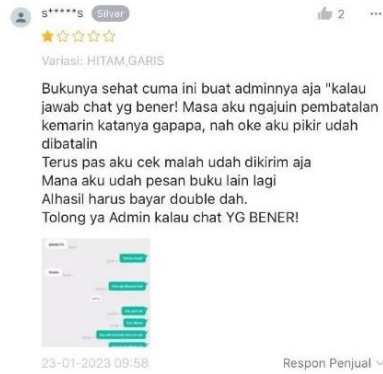 s*****s Silver 2
Variasi: HITAM,GARIS
Bukunya sehat cuma ini buat adminnya aja "kalau
jawab chat yg bener! Masa aku ngajuin pembatalan
kemarin katanya gapapa, nah oke aku pikir udah
dibatalin
Terus pas aku cek malah udah dikirim aja
Mana aku udah pesan buku lain lagi
Alhasil harus bayar double dah.
Tolong ya Admin kalau chat YG BENER!
23-01-2023 09:58 Respon Penjual